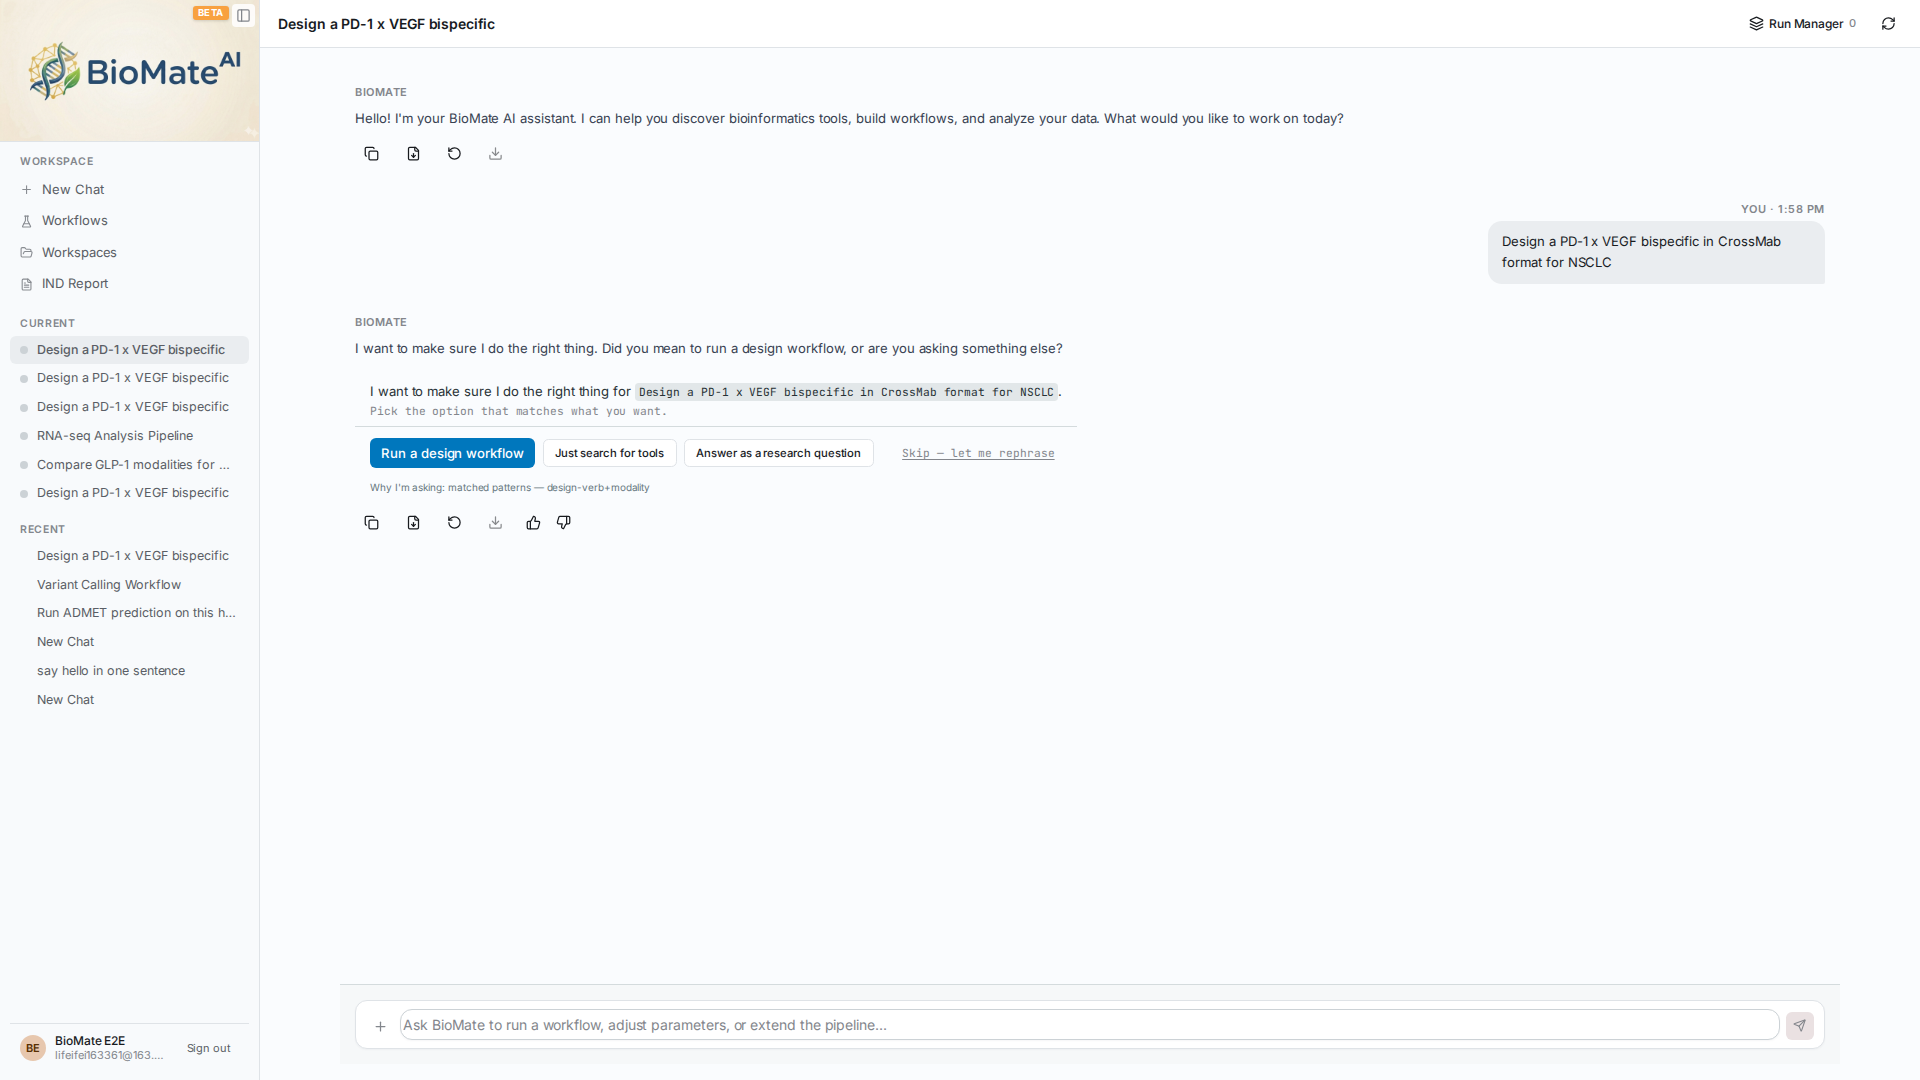 BETA
BioMate AI
WORKSPACE
New Chat
Workflows
Workspaces
IND Report
CURRENT
Design a PD-1 x VEGF bispecific
Design a PD-1 x VEGF bispecific
Design a PD-1 x VEGF bispecific
RNA-seq Analysis Pipeline
Compare GLP-1 modalities for ...
Design a PD-1 x VEGF bispecific
RECENT
Design a PD-1 x VEGF bispecific
Variant Calling Workflow
Run ADMET prediction on this h...
New Chat
say hello in one sentence
New Chat
BE
BioMate E2E
lifeifei163361@163....
Sign out
Design a PD-1 x VEGF bispecific
Run Manager 0
BIOMATE
Hello! I'm your BioMate AI assistant. I can help you discover bioinformatics tools, build workflows, and analyze your data. What would you like to work on today?
YOU · 1:58 PM
Design a PD-1 x VEGF bispecific in CrossMab
format for NSCLC
BIOMATE
I want to make sure I do the right thing. Did you mean to run a design workflow, or are you asking something else?
I want to make sure I do the right thing for Design a PD-1 x VEGF bispecific in CrossMab format for NSCLC.
Pick the option that matches what you want.
Run a design workflow
Just search for tools
Answer as a research question
Skip — let me rephrase
Why I'm asking: matched patterns — design-verb+modality
Ask BioMate to run a workflow, adjust parameters, or extend the pipeline...